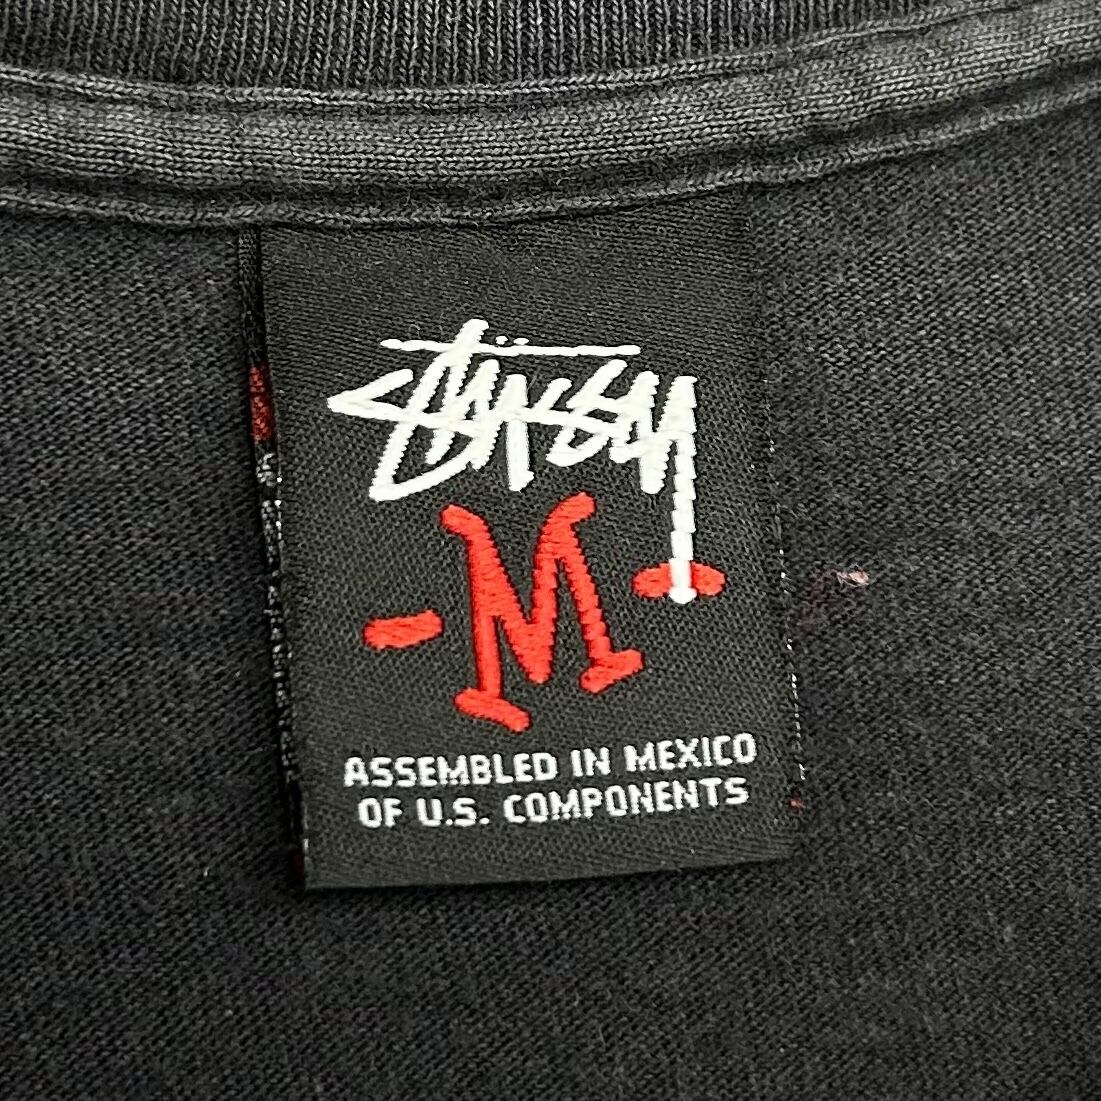 STÜSSY
-M-
ASSEMBLED IN MEXICO
OF U.S. COMPONENTS